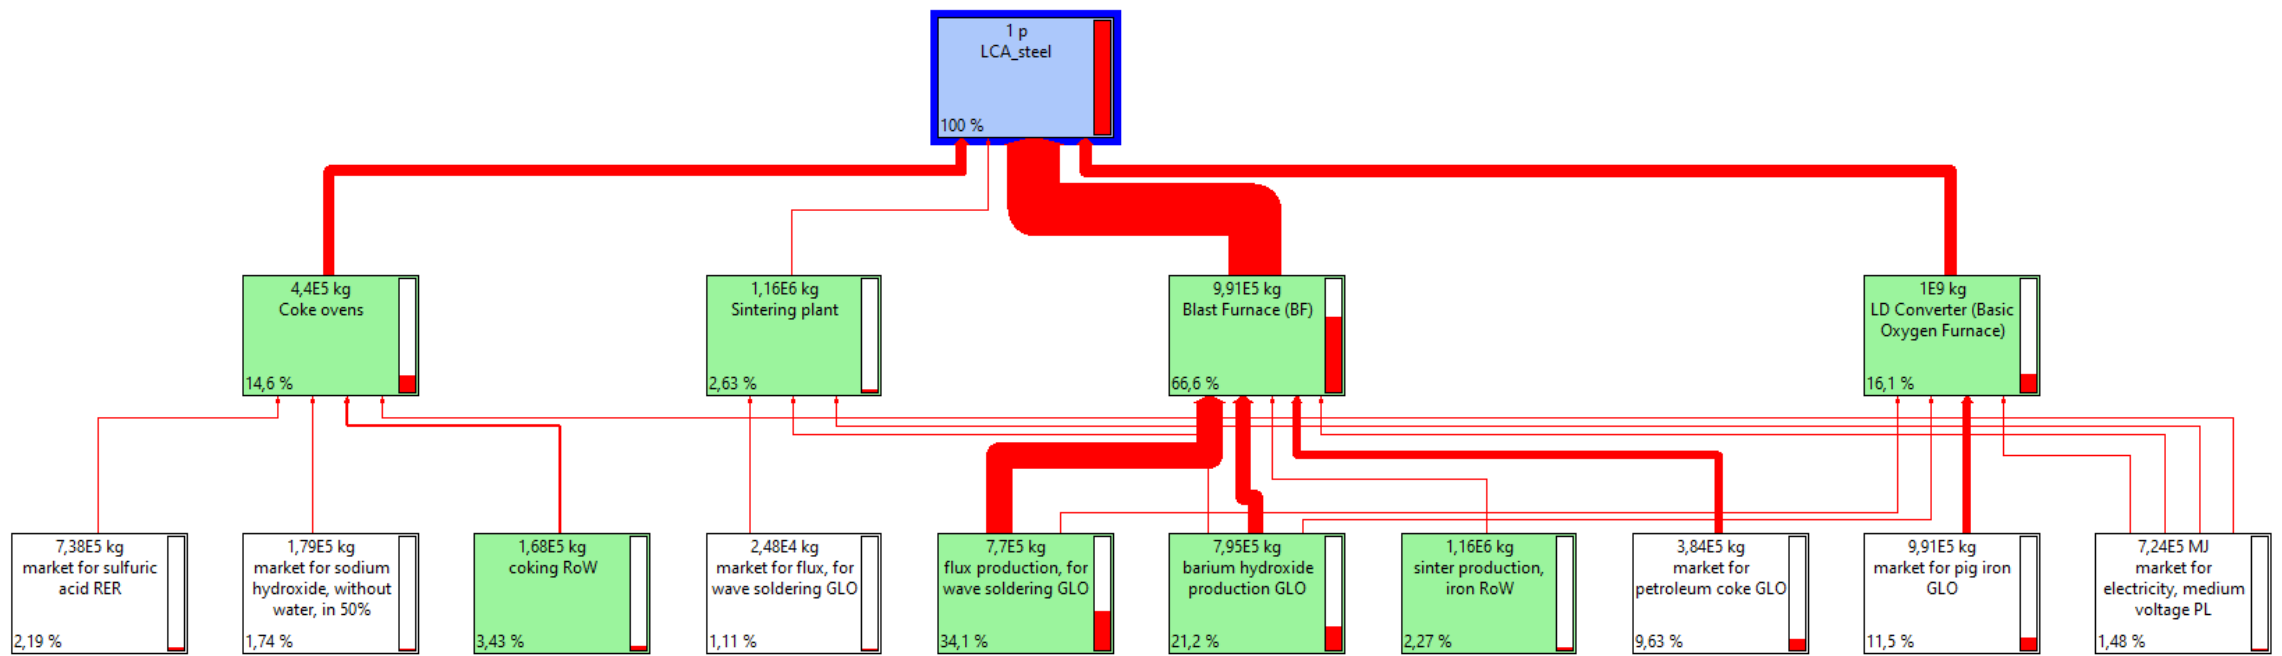 1 p
LCA_steel
100 %
4,4E5 kg
Coke ovens
14,6 %
1,16E6 kg
Sintering plant
2,63 %
9,91E5 kg
Blast Furnace (BF)
66,6 %
1E9 kg
LD Converter (Basic
Oxygen Furnace)
16,1 %
7,38E5 kg
market for sulfuric
acid RER
2,19 %
1,79E5 kg
market for sodium
hydroxide, without
water, in 50%
1,74 %
1,68E5 kg
coking RoW
3,43 %
2,48E4 kg
market for flux, for
wave soldering GLO
1,11 %
7,7E5 kg
flux production, for
wave soldering GLO
34,1 %
7,95E5 kg
barium hydroxide
production GLO
21,2 %
1,16E6 kg
sinter production,
iron RoW
2,27 %
3,84E5 kg
market for
petroleum coke GLO
9,63 %
9,91E5 kg
market for pig iron
GLO
11,5 %
7,24E5 MJ
market for
electricity, medium
voltage PL
1,48 %